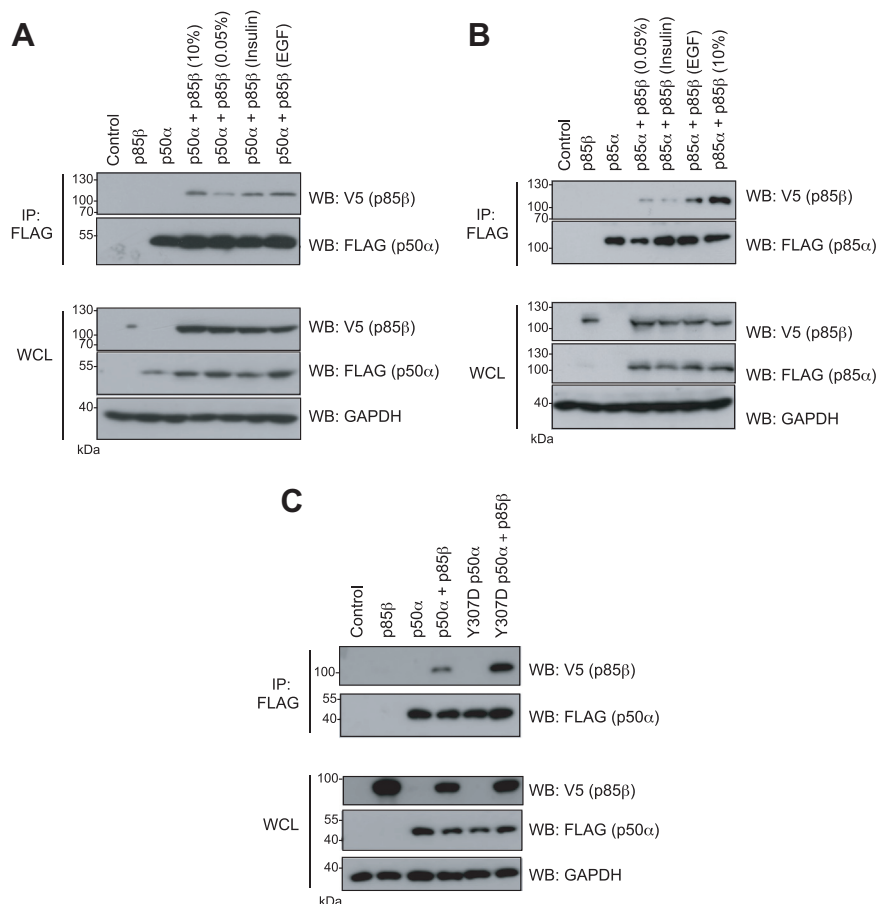 A
Control
p85β
p50α
p50α + p85β (10%)
p50α + p85β (0.05%)
p50α + p85β (Insulin)
p50α + p85β (EGF)
IP:
FLAG
130
100
70
WB: V5 (p85β)
55
WB: FLAG (p50α)
WCL
130
100
70
WB: V5 (p85β)
55
WB: FLAG (p50α)
40
WB: GAPDH
kDa
B
Control
p85β
p85α
p85α + p85β (0.05%)
p85α + p85β (Insulin)
p85α + p85β (EGF)
p85α + p85β (10%)
IP:
FLAG
130
100
70
WB: V5 (p85β)
100
WB: FLAG (p85α)
WCL
130
100
WB: V5 (p85β)
130
100
WB: FLAG (p85α)
40
WB: GAPDH
kDa
C
Control
p85β
p50α
p50α + p85β
Y307D p50α
Y307D p50α + p85β
IP:
FLAG
100
WB: V5 (p85β)
55
40
WB: FLAG (p50α)
WCL
100
WB: V5 (p85β)
55
40
WB: FLAG (p50α)
40
WB: GAPDH
kDa